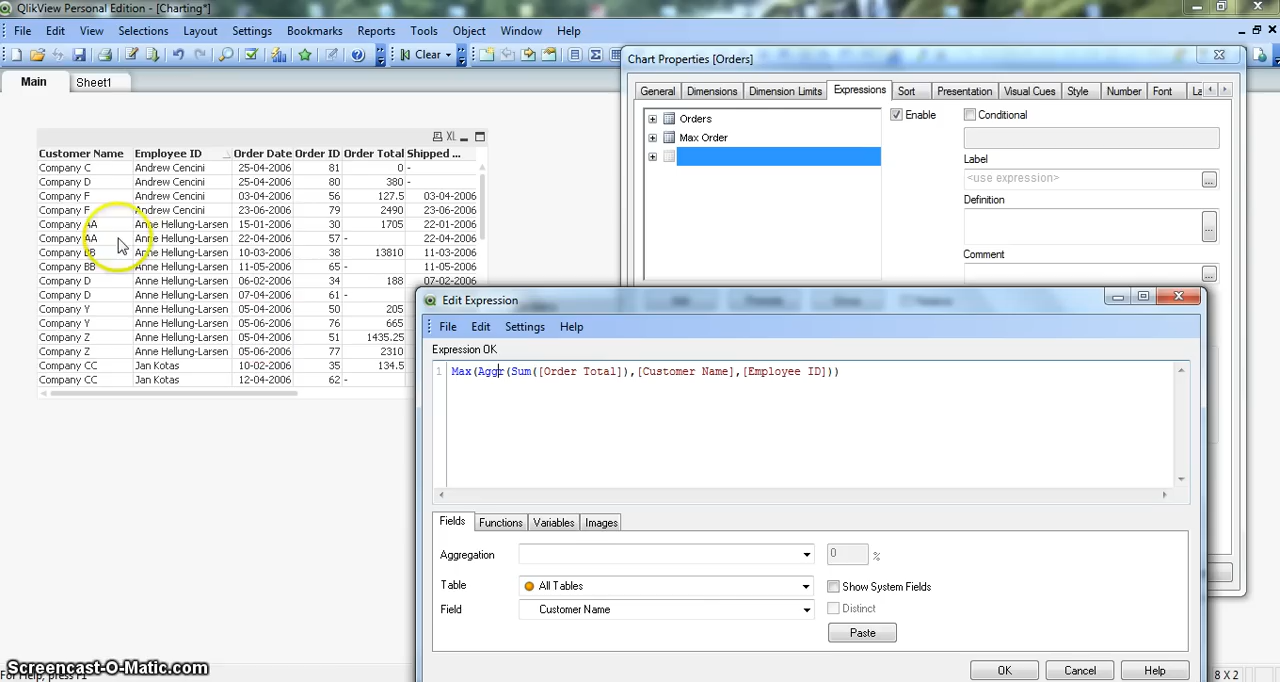 QlikView Personal Edition - [Charting*]
File Edit View Selections Layout Settings Bookmarks Reports Tools Object Window Help
Clear
Main Sheet1
XL
Customer Name Employee ID Order Date Order ID Order Total Shipped ...
Company C Andrew Cencini 25-04-2006 81 0 -
Company D Andrew Cencini 25-04-2006 80 380 -
Company F Andrew Cencini 03-04-2006 56 127.5 03-04-2006
Company F Andrew Cencini 23-06-2006 79 2490 23-06-2006
Company AA Anne Hellung-Larsen 15-01-2006 30 1705 22-01-2006
Company AA Anne Hellung-Larsen 22-04-2006 57 - 22-04-2006
Company BB Anne Hellung-Larsen 10-03-2006 38 13810 11-03-2006
Company BB Anne Hellung-Larsen 11-05-2006 65 - 11-05-2006
Company D Anne Hellung-Larsen 06-02-2006 34 188 07-02-2006
Company D Anne Hellung-Larsen 07-04-2006 61 -
Company Y Anne Hellung-Larsen 05-04-2006 50 205
Company Y Anne Hellung-Larsen 05-06-2006 76 665
Company Z Anne Hellung-Larsen 05-04-2006 51 1435.25
Company Z Anne Hellung-Larsen 05-06-2006 77 2310
Company CC Jan Kotas 10-02-2006 35 134.5
Company CC Jan Kotas 12-04-2006 62 -
Chart Properties [Orders]
General Dimensions Dimension Limits Expressions Sort Presentation Visual Cues Style Number Font La
Orders
Max Order
Enable
Conditional
Label
<use expression>
...
Definition
...
Comment
...
Edit Expression
File Edit Settings Help
Expression OK
1 Max(Aggr(Sum([Order Total]),[Customer Name],[Employee ID]))
Fields Functions Variables Images
Aggregation 0 %
Table All Tables
Show System Fields
Field Customer Name
Distinct
Paste
OK Cancel Help
Screencast-O-Matic.com
For Help, press F1
8 X 2